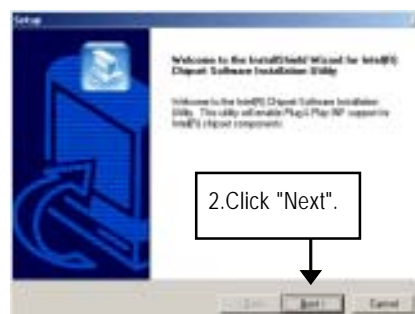 Setup
Welcome to the InstallShield Wizard for Intel(R)
Chipset Software Installation Utility
Welcome to the Intel(R) Chipset Software Installation
Utility. This utility will enable Plug & Play INF support for
Intel(R) chipset components.
2.Click "Next".
< Back Next > Cancel